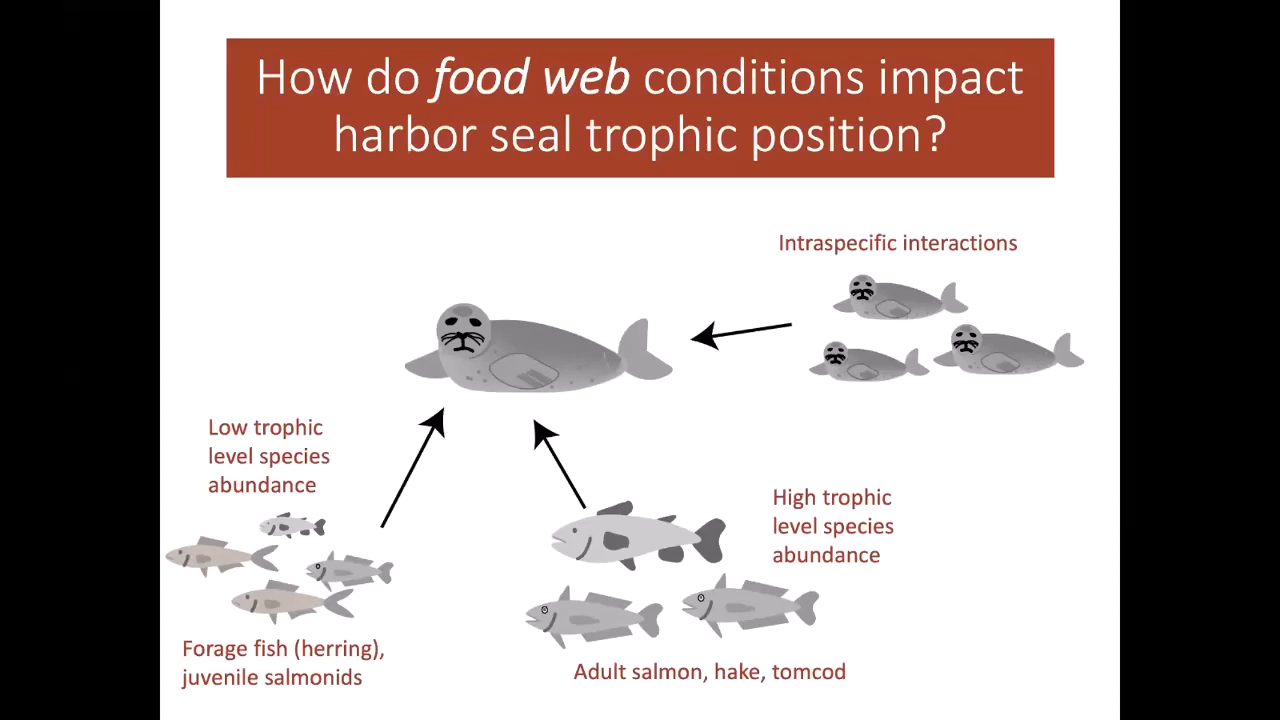 How do food web conditions impact
harbor seal trophic position?
Intraspecific interactions
Low trophic
level species
abundance
High trophic
level species
abundance
Forage fish (herring),
juvenile salmonids
Adult salmon, hake, tomcod